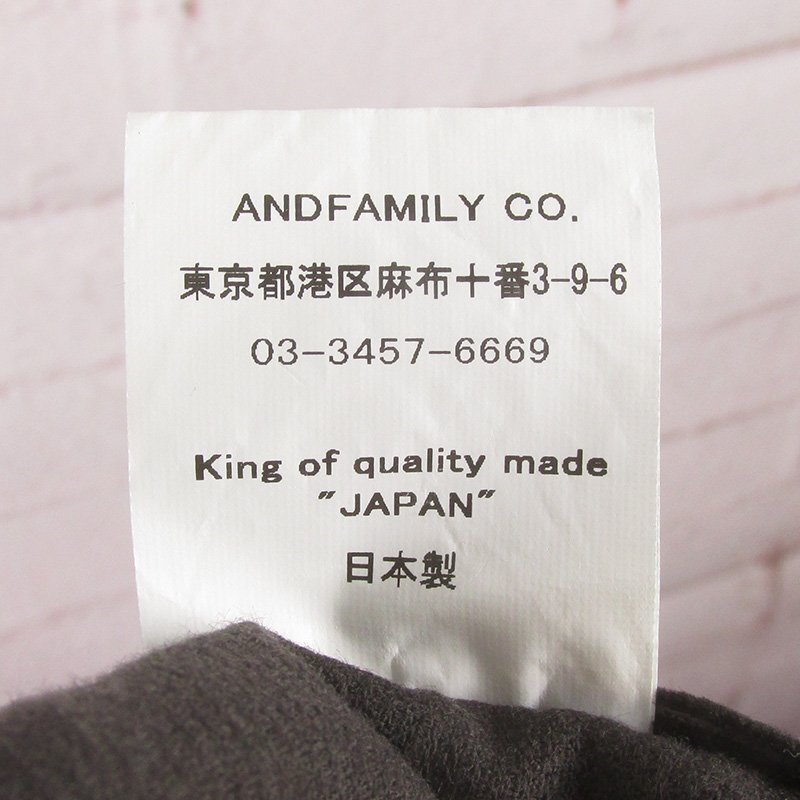 ANDFAMILY CO.
東京都港区麻布十番3-9-6
03-3457-6669
King of quality made
"JAPAN"
日本製